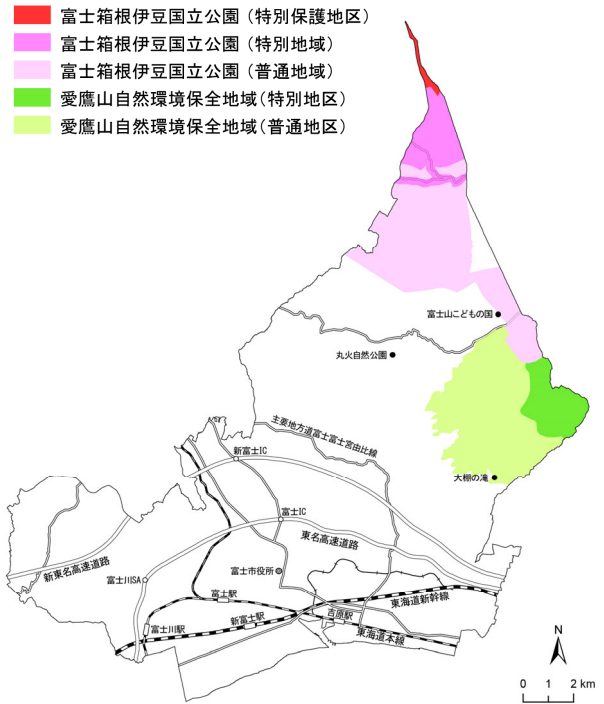 富士箱根伊豆国立公園（特別保護地区）
富士箱根伊豆国立公園（特別地域）
富士箱根伊豆国立公園（普通地域）
愛鷹山自然環境保全地域（特別地区）
愛鷹山自然環境保全地域（普通地区）
富士山こどもの国
丸火自然公園
主要地方道富士富士宮由比線
新富士IC
大棚の滝
富士IC
東名高速道路
新東名高速道路
富士川SA
富士市役所
富士駅
東海道新幹線
新富士駅
吉原駅
富士川駅
東海道本線
N
0 1 2 km